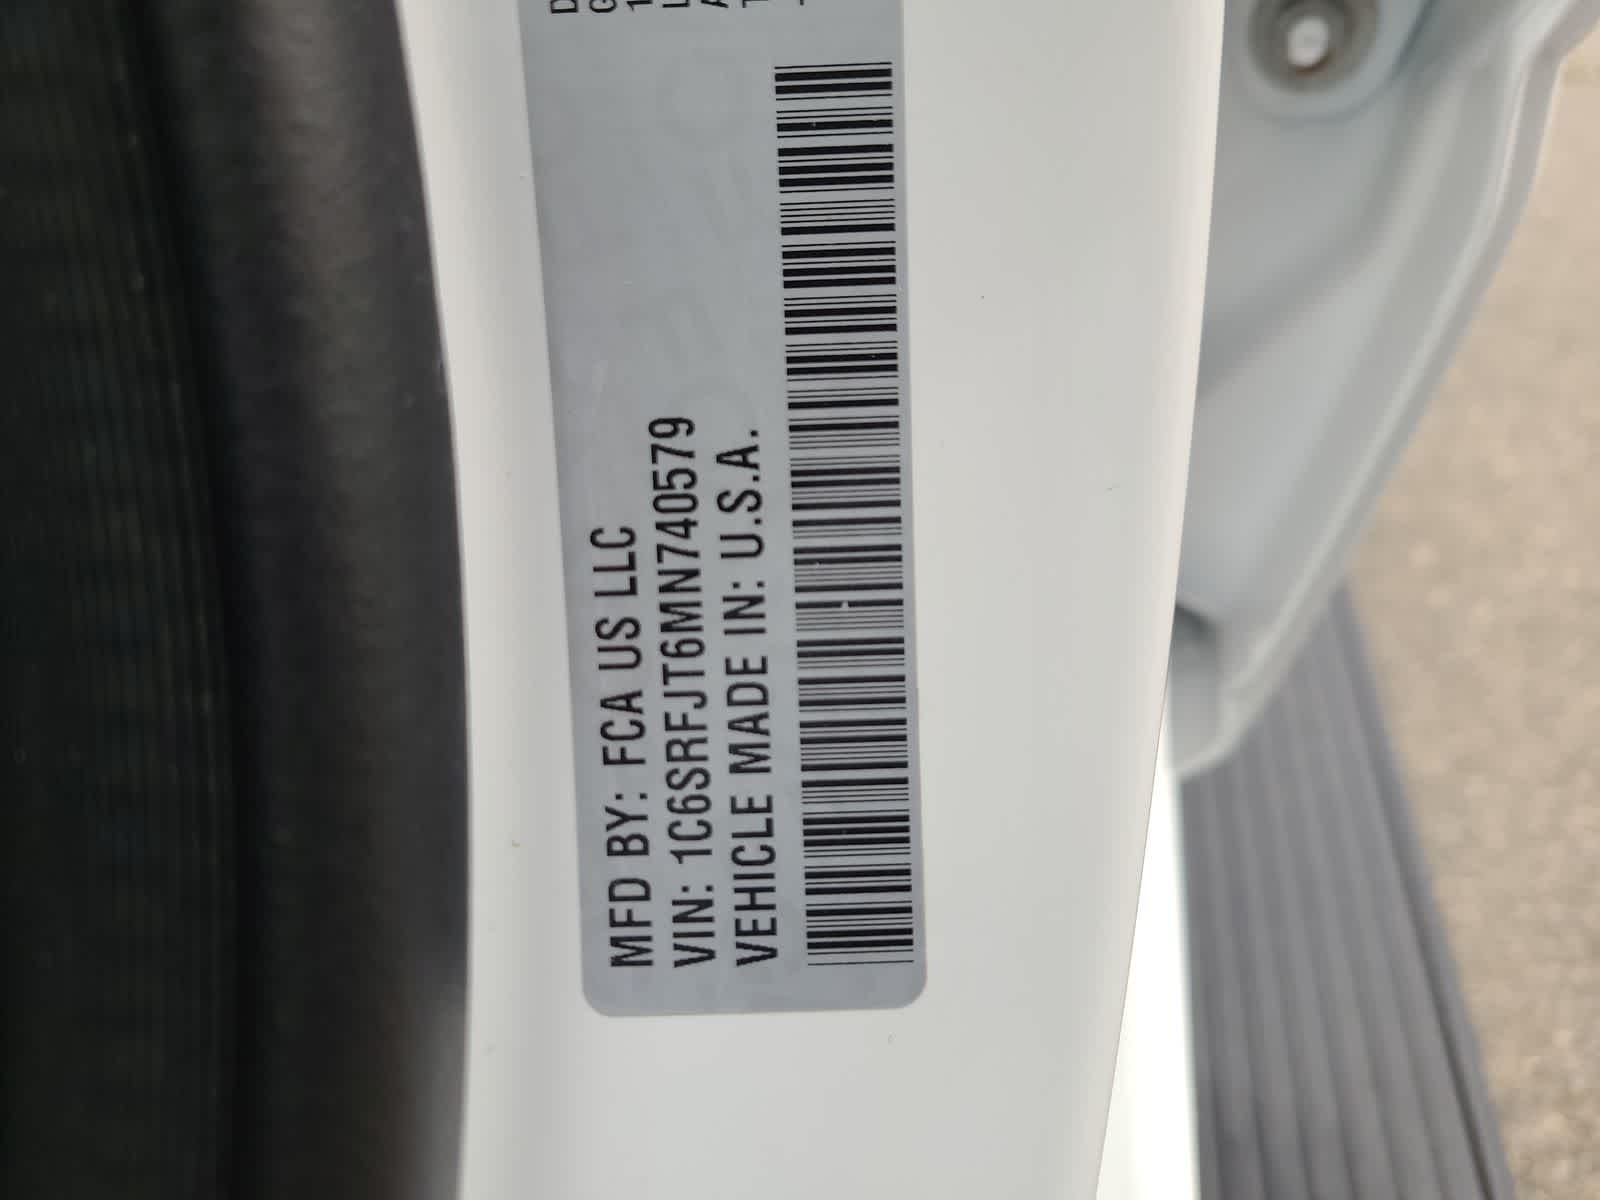 MFD BY: FCA US LLC
VIN: 1C6SRFJT6MN740579
VEHICLE MADE IN: U.S.A.